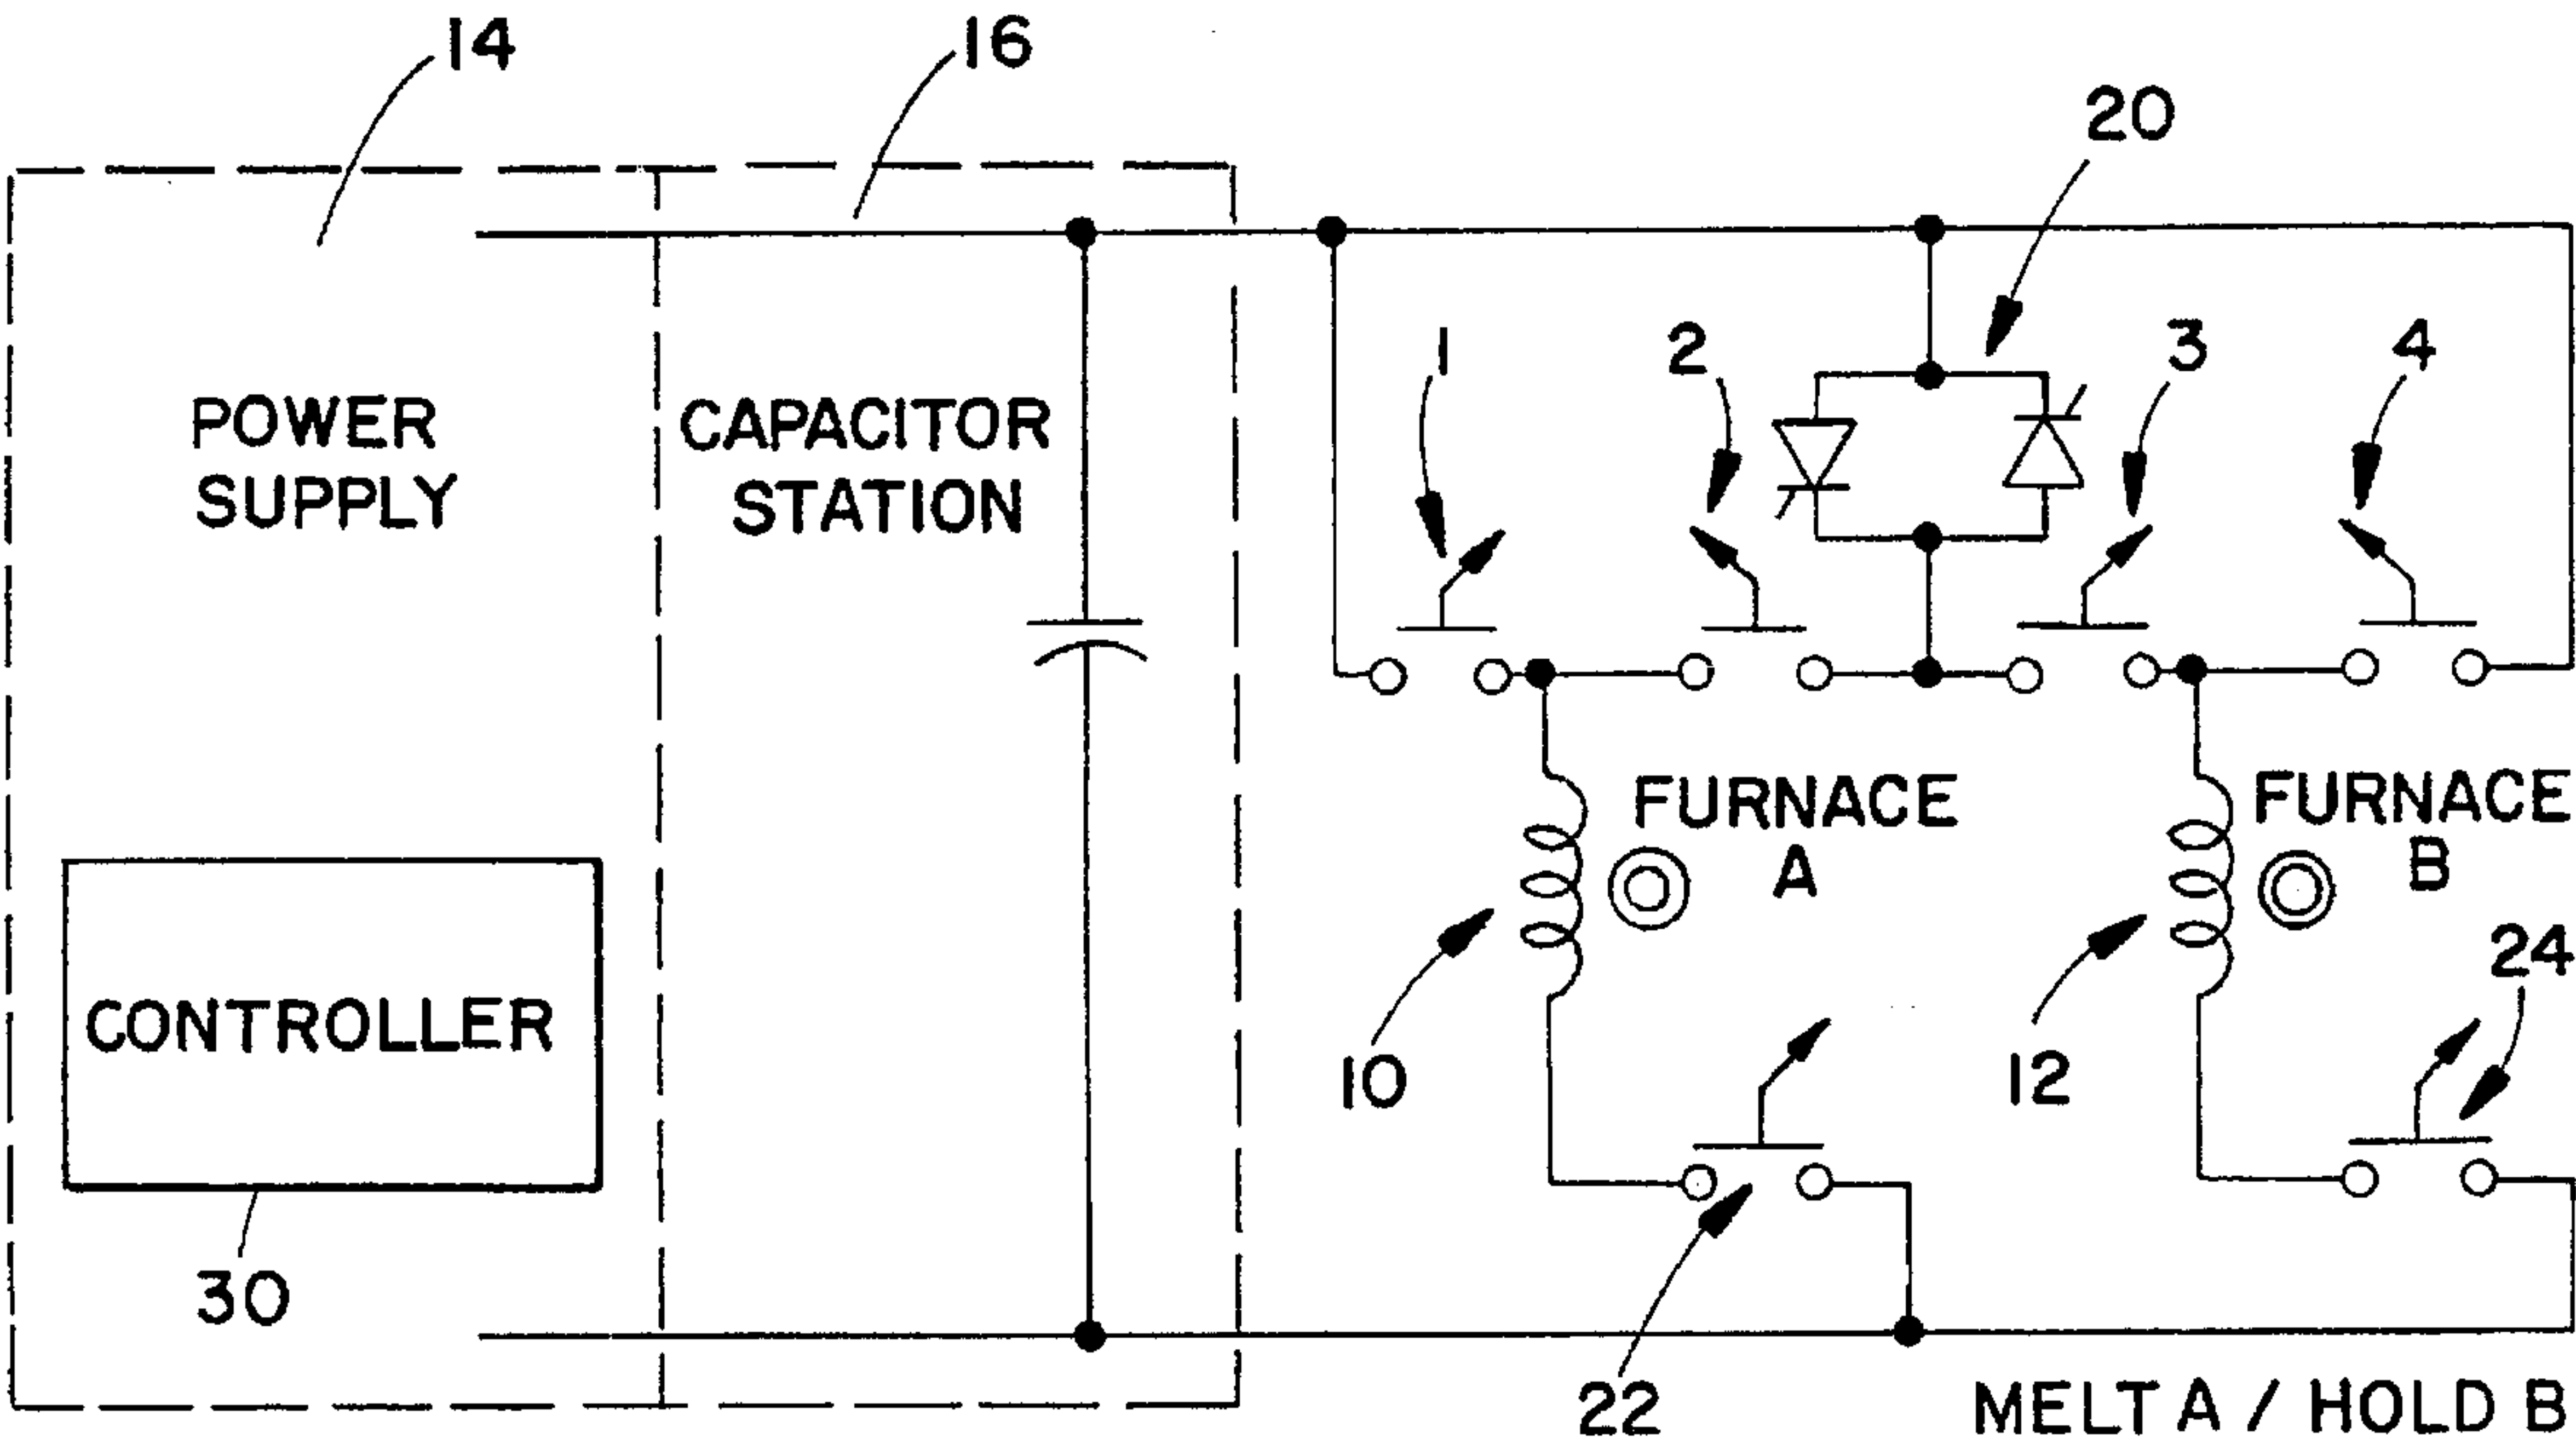 14
16
20
1
2
3
4
POWER
SUPPLY
CAPACITOR
STATION
FURNACE
A
FURNACE
B
24
CONTROLLER
10
12
30
22
MELT A / HOLD B